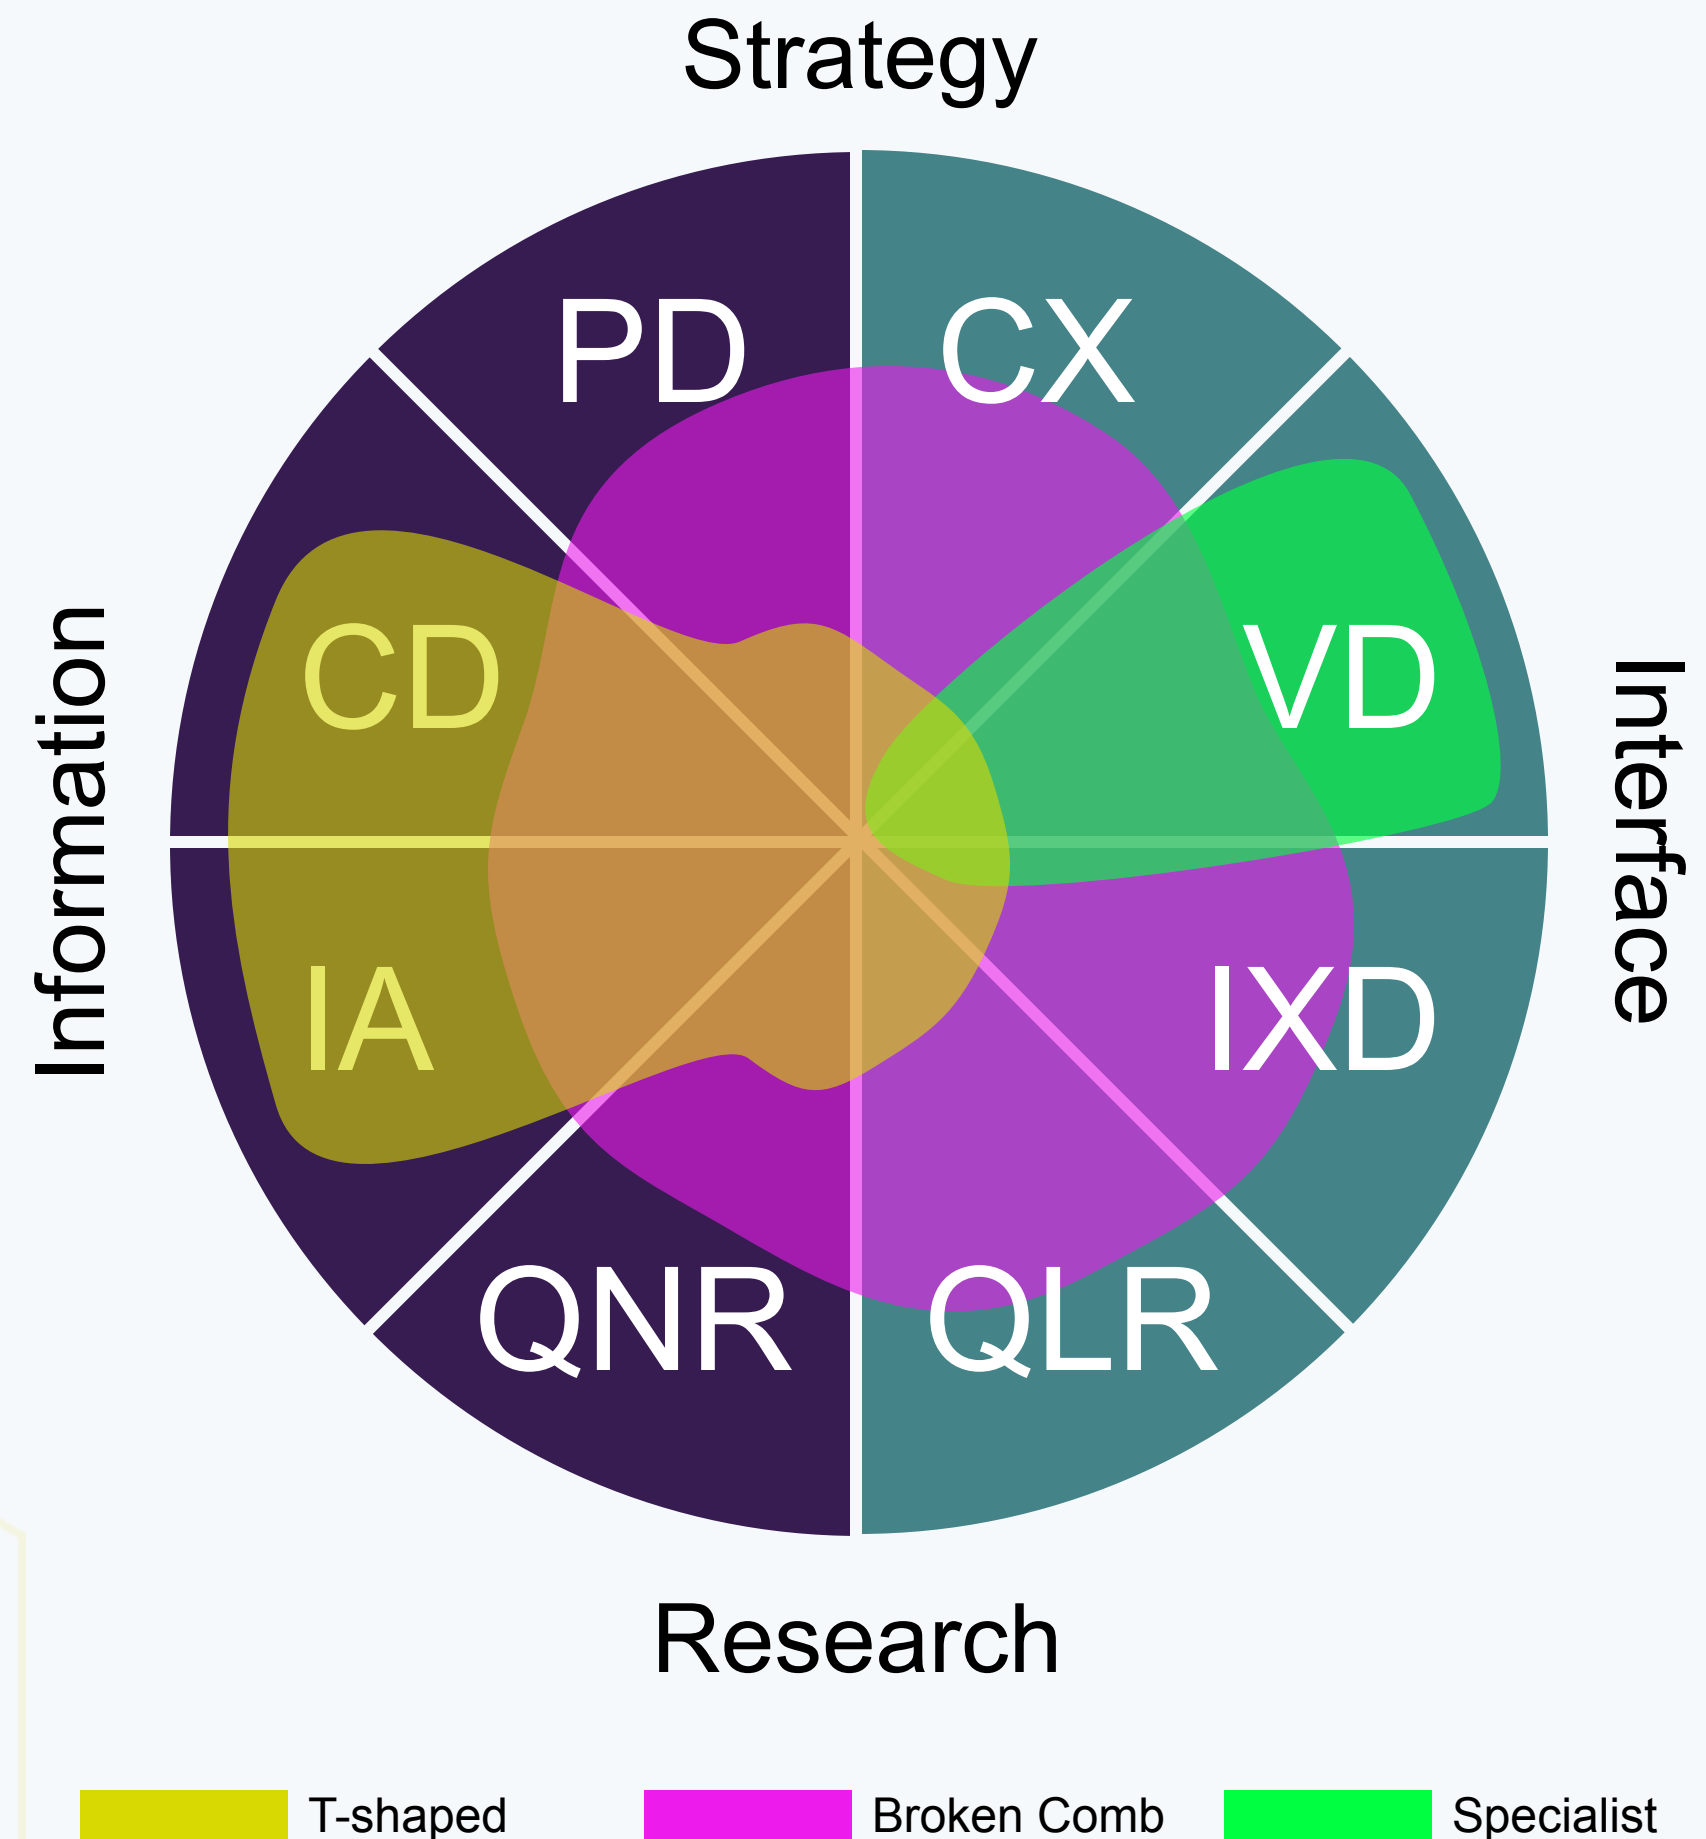 Strategy
PD
CX
CD
VD
Information
Interface
IA
IXD
QNR
QLR
Research
T-shaped
Broken Comb
Specialist